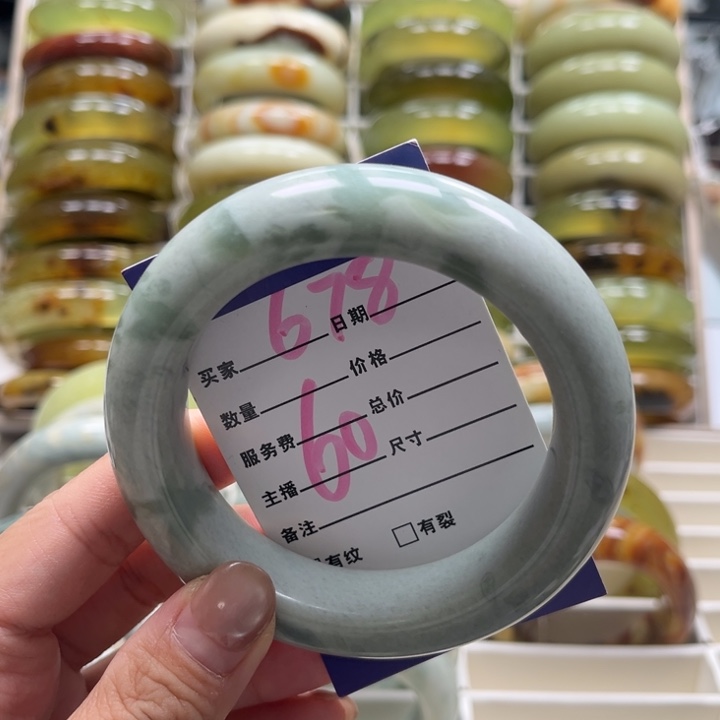 678
买家 日期
数量 价格
服务费 总价
60
主播 尺寸
备注
有纹 有裂